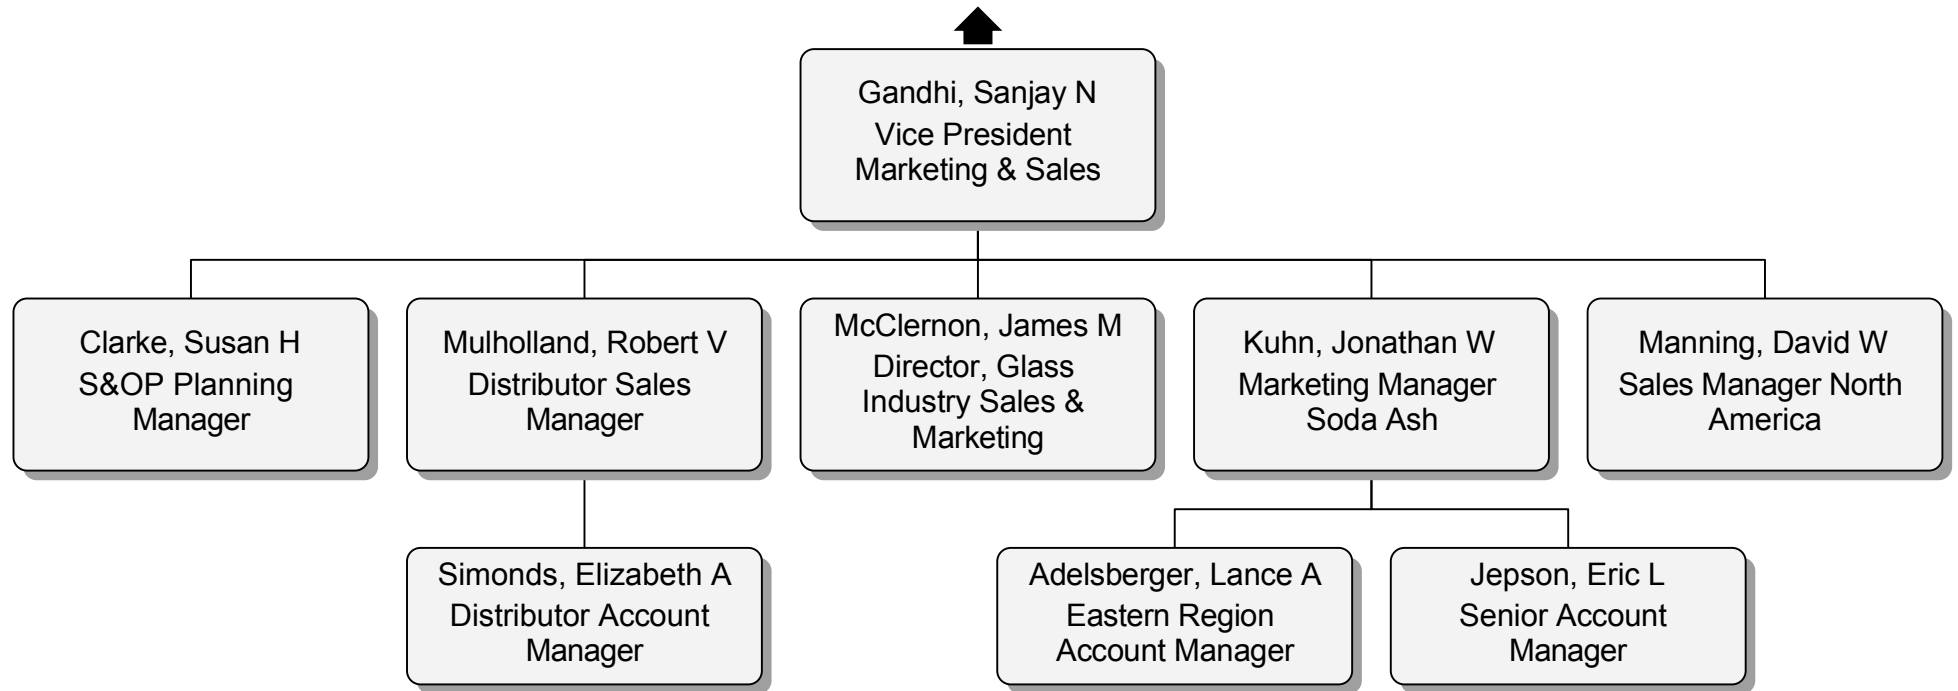 Gandhi, Sanjay N
Vice President
Marketing & Sales
Clarke, Susan H
S&OP Planning
Manager
Mulholland, Robert V
Distributor Sales
Manager
McClernon, James M
Director, Glass
Industry Sales &
Marketing
Kuhn, Jonathan W
Marketing Manager
Soda Ash
Manning, David W
Sales Manager North
America
Simonds, Elizabeth A
Distributor Account
Manager
Adelsberger, Lance A
Eastern Region
Account Manager
Jepson, Eric L
Senior Account
Manager